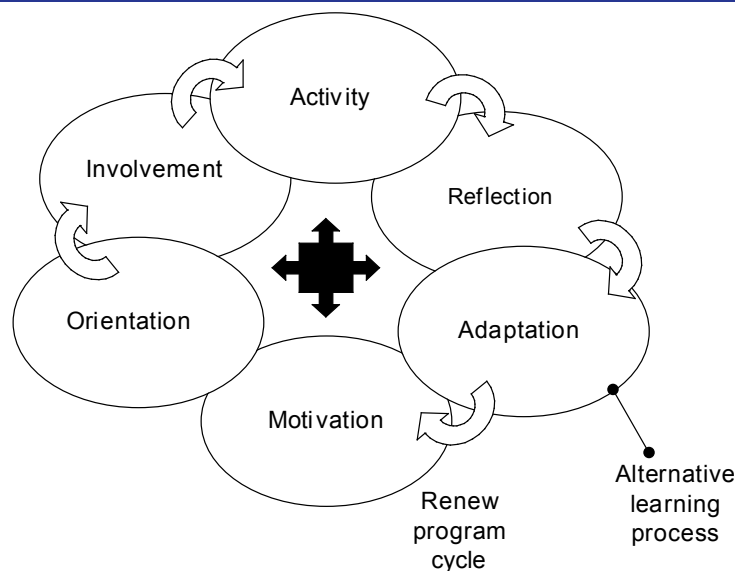 Activity
Involvement
Reflection
Orientation
Adaptation
Motivation
Alternative
learning
process
Renew
program
cycle